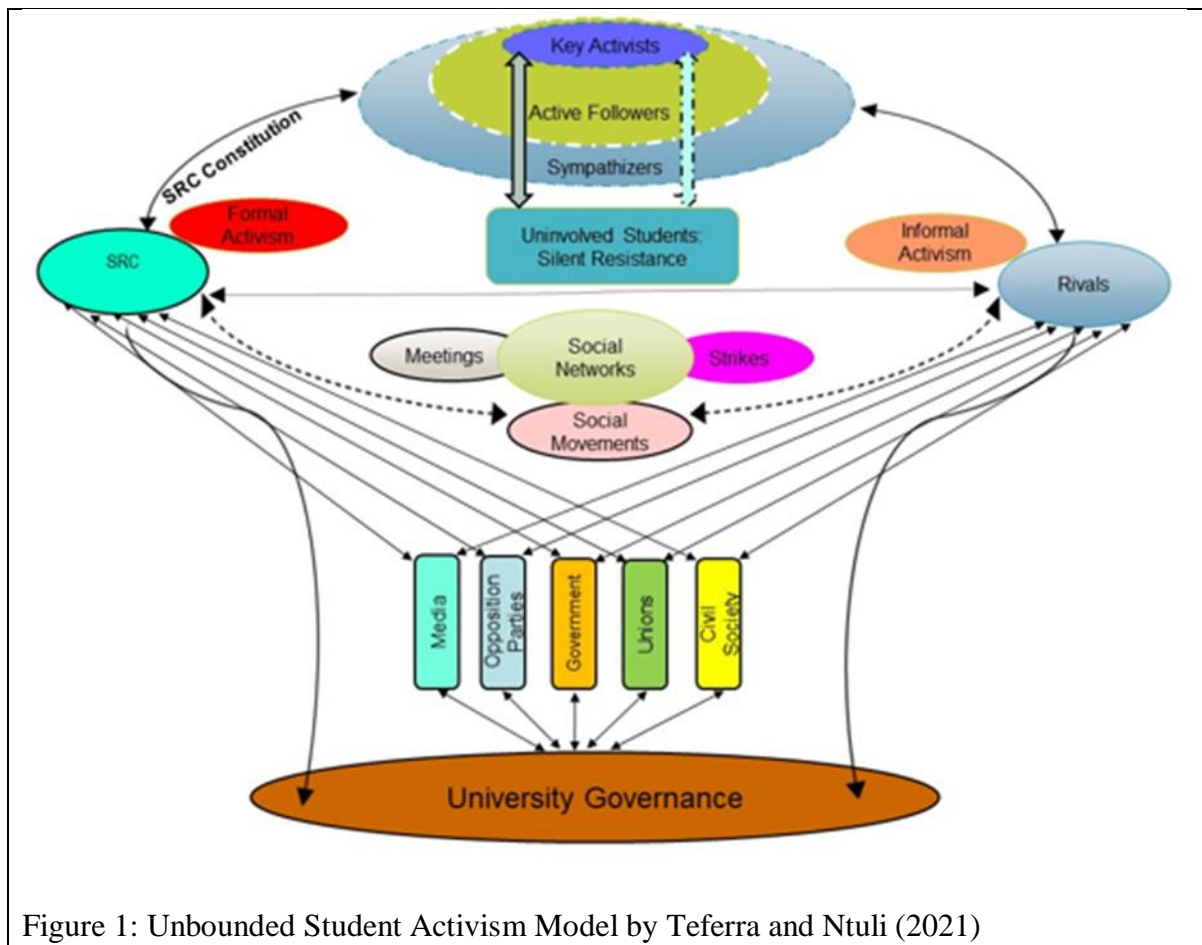 Key Activists
Active Followers
Sympathizers
SRC Constitution
Formal
Activism
Uninvolved Students:
Silent Resistance
Informal
Activism
SRC
Rivals
Meetings
Social
Networks
Strikes
Social
Movements
Media
Opposition
Parties
Government
Unions
Civil
Society
University Governance
Figure 1: Unbounded Student Activism Model by Teferra and Ntuli (2021)